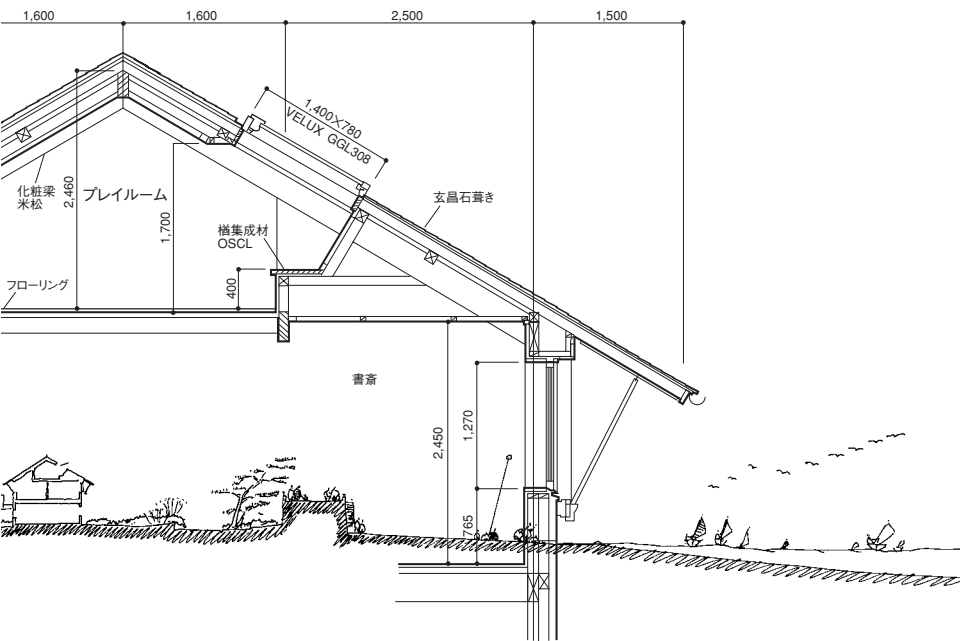 1,600
1,600
2,500
1,500
1,400×780
VELUX GGL308
化粧梁
米松
2,460
プレイルーム
1,700
玄昌石葺き
楢集成材
OSCL
フローリング
400
書斎
2,450
1,270
765